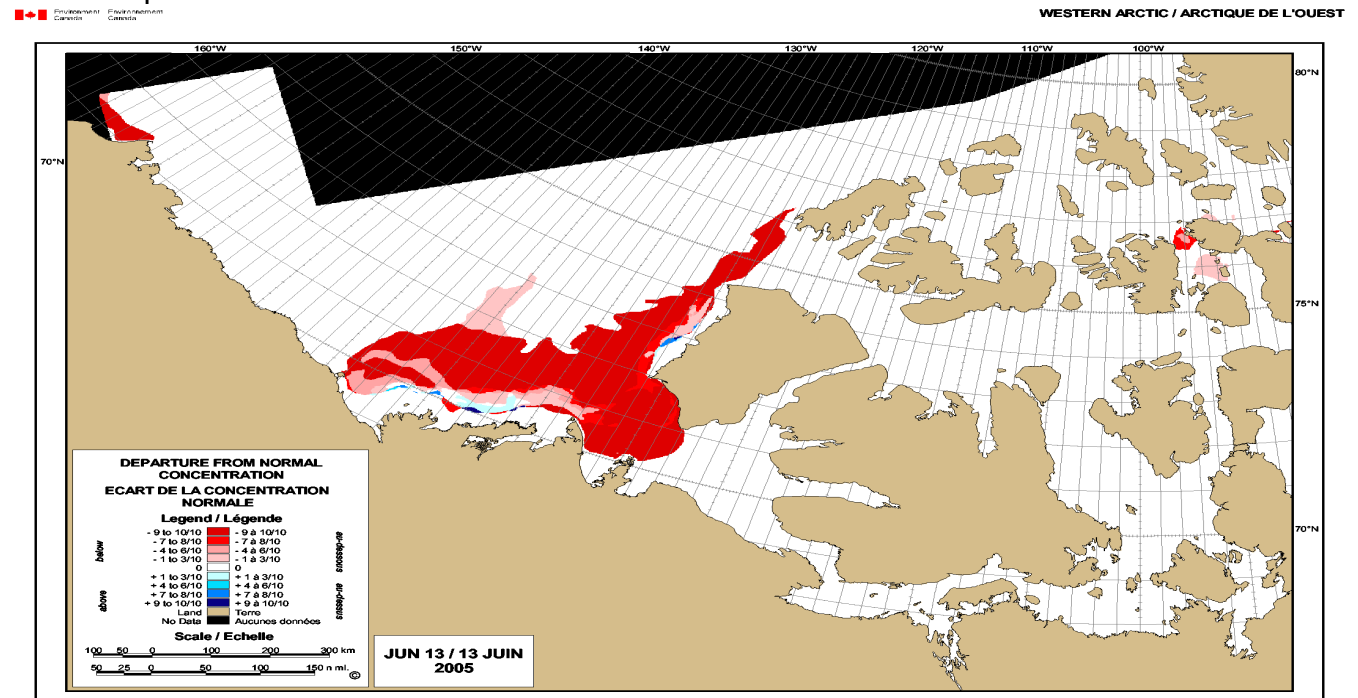 Environment Environnement
Canada Canada
WESTERN ARCTIC / ARCTIQUE DE L'OUEST
160°W 150°W 140°W 130°W 120°W 110°W 100°W
80°N
70°N
75°N
70°N
DEPARTURE FROM NORMAL
CONCENTRATION
ECART DE LA CONCENTRATION
NORMALE
Legend / Légende
below
au-dessous
- 9 to 10/10 - 9 à 10/10
- 7 to 8/10 - 7 à 8/10
- 4 to 6/10 - 4 à 6/10
- 1 to 3/10 - 1 à 3/10
0 0
above
au-dessus
+ 1 to 3/10 + 1 à 3/10
+ 4 to 6/10 + 4 à 6/10
+ 7 to 8/10 + 7 à 8/10
+ 9 to 10/10 + 9 à 10/10
Land Terre
No Data Aucunes données
Scale / Echelle
100 50 0 100 200 300 km
50 25 0 50 100 150 n mi.
©
JUN 13 / 13 JUIN
2005